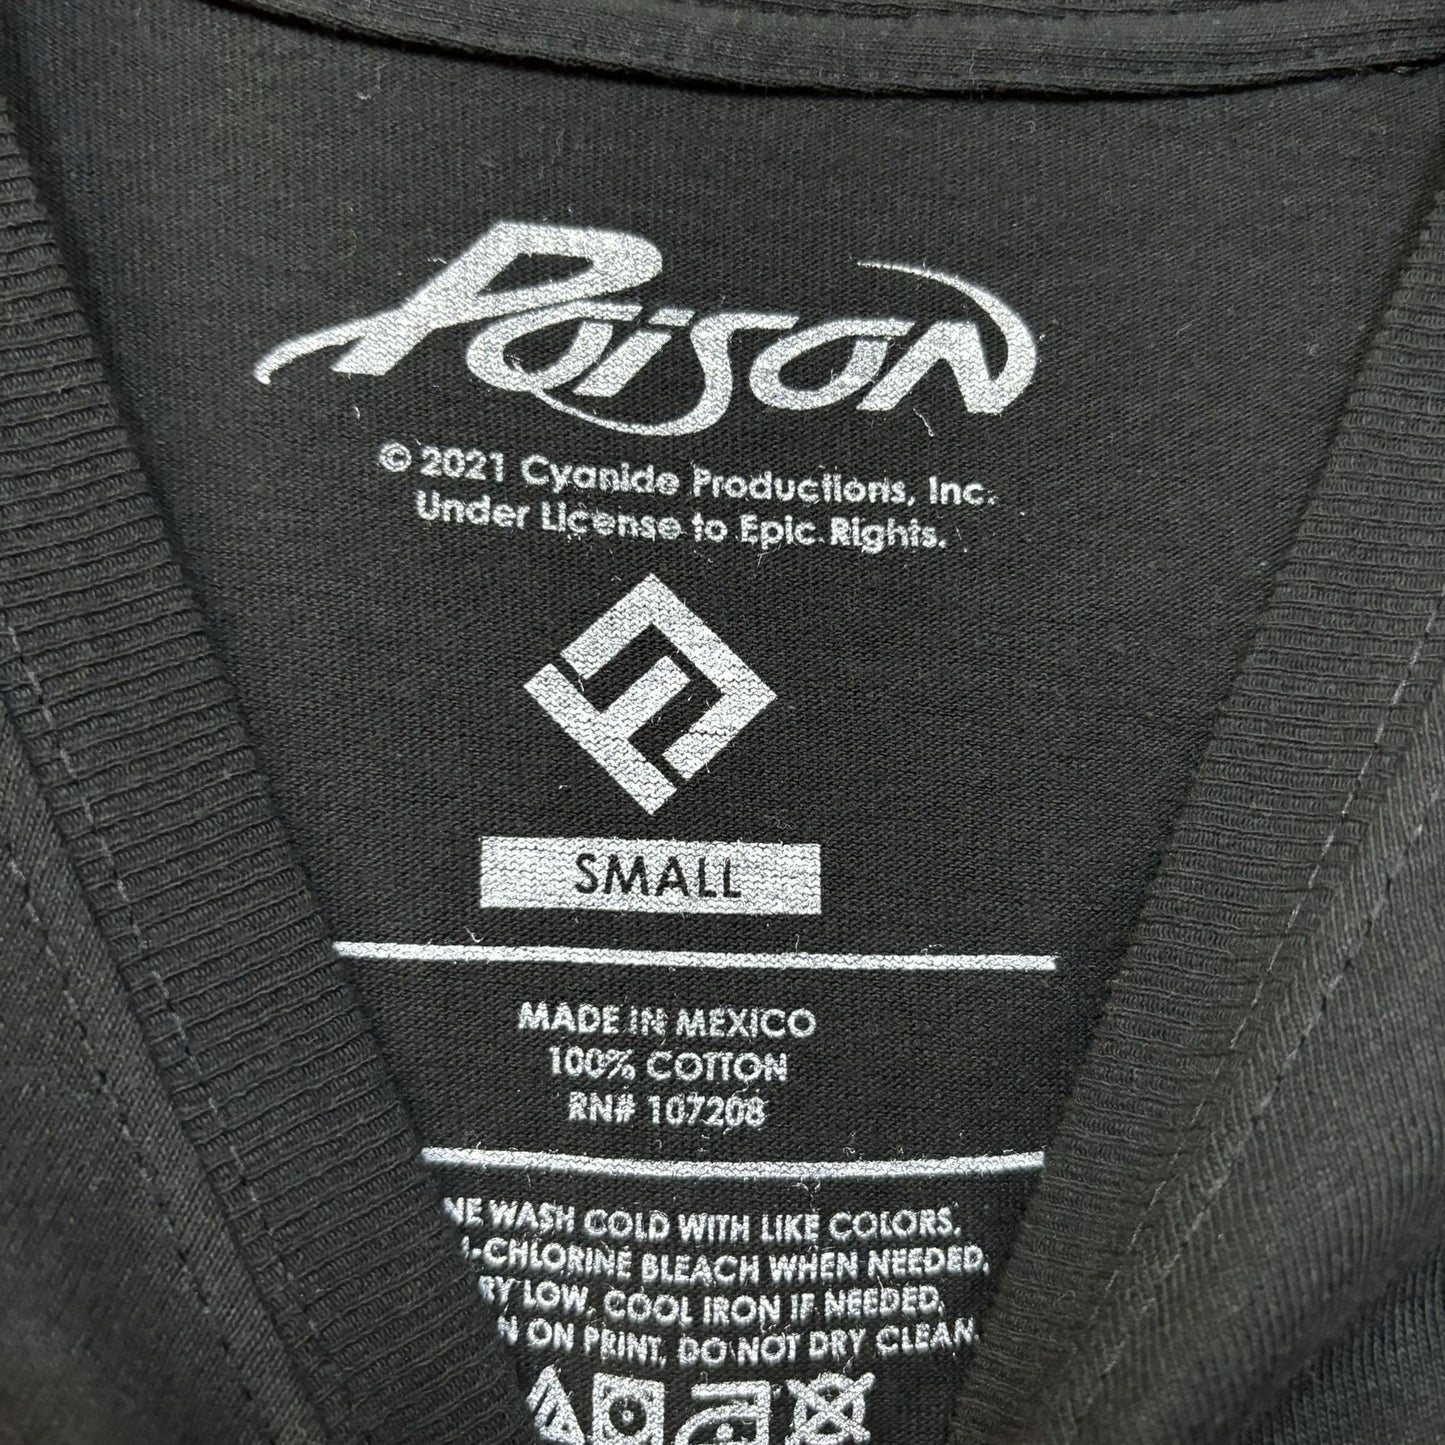 Poison
© 2021 Cyanide Productions, Inc.
Under License to Epic Rights.
SMALL
MADE IN MEXICO
100% COTTON
RN# 107208
WASH COLD WITH LIKE COLORS.
-CHLORINE BLEACH WHEN NEEDED.
LOW, COOL IRON IF NEEDED,
ON PRINT. DO NOT DRY CLEAN.